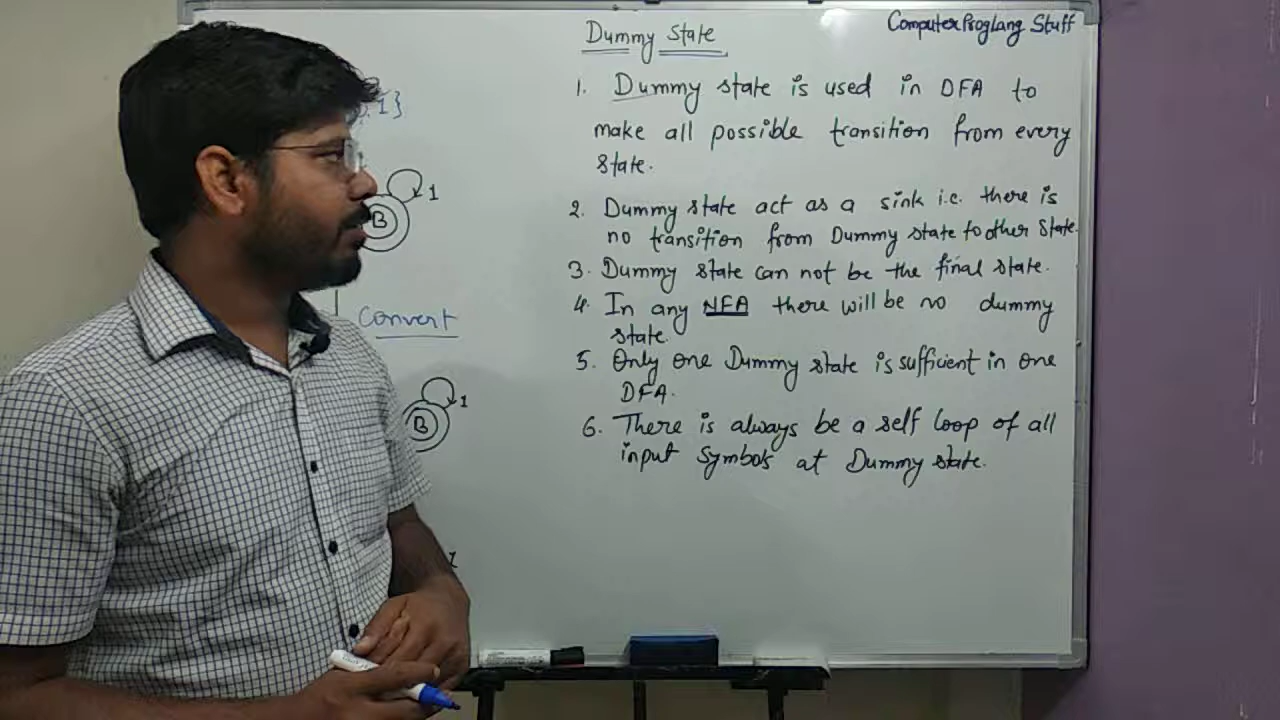 Dummy State
ComputerProglang Stuff
1. Dummy state is used in DFA to
make all possible transition from every
state.
2. Dummy state act as a sink i.e. there is
no transition from Dummy state to other state.
3. Dummy state can not be the final state.
4. In any NFA there will be no dummy
state.
5. Only one Dummy state is sufficient in one
DFA.
6. There is always be a self loop of all
input symbols at Dummy state.
1}
1
B
Convert
1
B
1